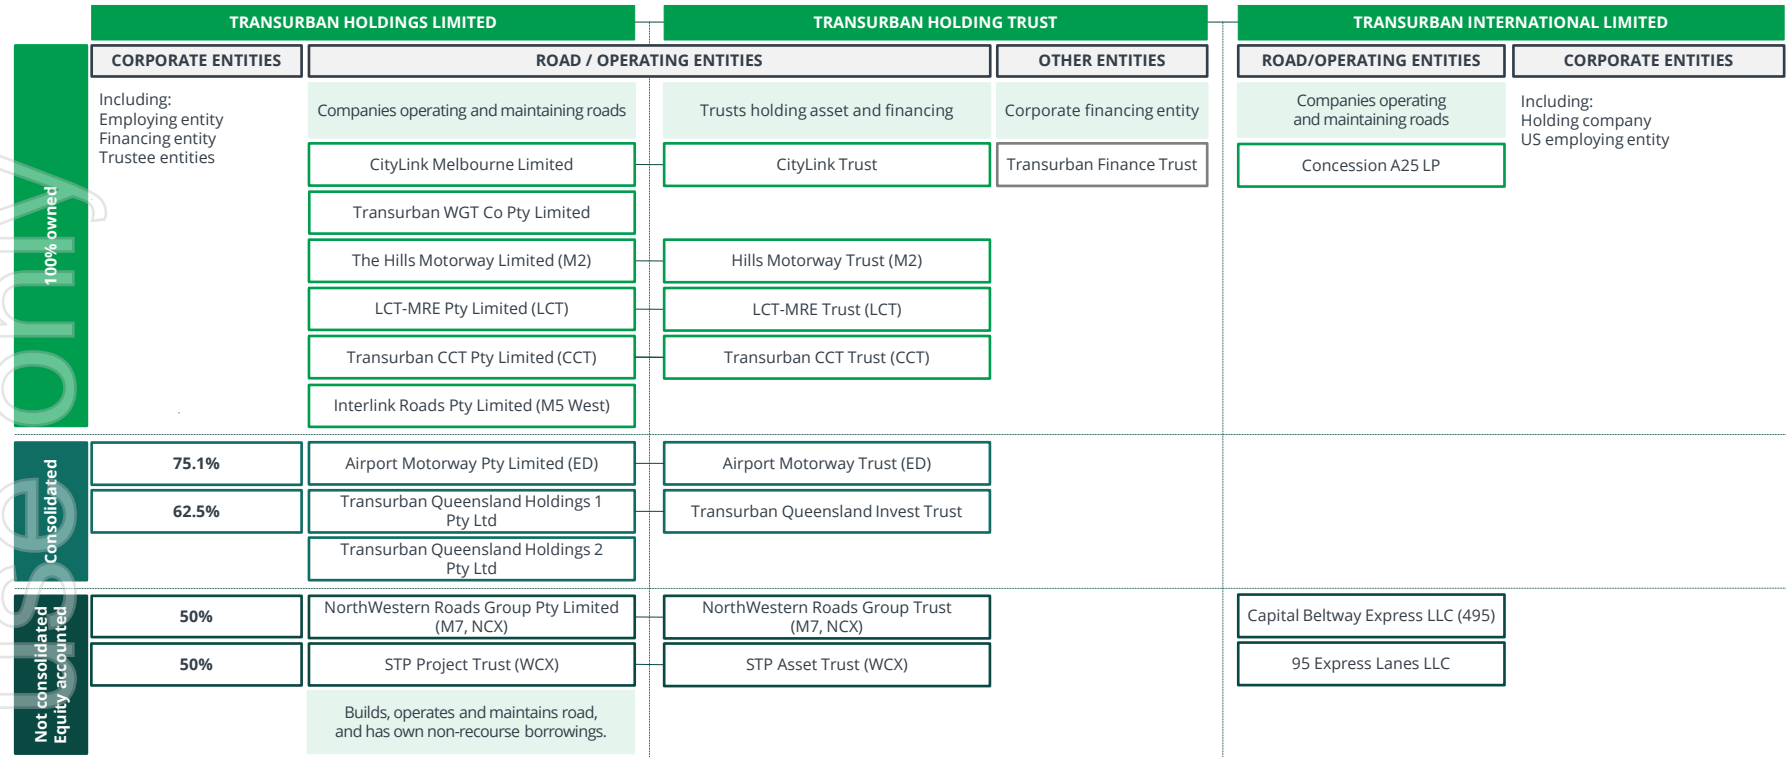 TRANSURBAN HOLDINGS LIMITED
TRANSURBAN HOLDING TRUST
TRANSURBAN INTERNATIONAL LIMITED
CORPORATE ENTITIES
ROAD / OPERATING ENTITIES
OTHER ENTITIES
ROAD/OPERATING ENTITIES
CORPORATE ENTITIES
100% owned
Including:
Employing entity
Financing entity
Trustee entities
Companies operating and maintaining roads
Trusts holding asset and financing
Corporate financing entity
Companies operating
and maintaining roads
Including:
Holding company
US employing entity
CityLink Melbourne Limited
CityLink Trust
Transurban Finance Trust
Concession A25 LP
Transurban WGT Co Pty Limited
The Hills Motorway Limited (M2)
Hills Motorway Trust (M2)
LCT-MRE Pty Limited (LCT)
LCT-MRE Trust (LCT)
Transurban CCT Pty Limited (CCT)
Transurban CCT Trust (CCT)
Interlink Roads Pty Limited (M5 West)
Consolidated
75.1%
Airport Motorway Pty Limited (ED)
Airport Motorway Trust (ED)
62.5%
Transurban Queensland Holdings 1
Pty Ltd
Transurban Queensland Invest Trust
Transurban Queensland Holdings 2
Pty Ltd
Not consolidated
Equity accounted
50%
NorthWestern Roads Group Pty Limited
(M7, NCX)
NorthWestern Roads Group Trust
(M7, NCX)
Capital Beltway Express LLC (495)
50%
STP Project Trust (WCX)
STP Asset Trust (WCX)
95 Express Lanes LLC
Builds, operates and maintains road,
and has own non-recourse borrowings.
use only